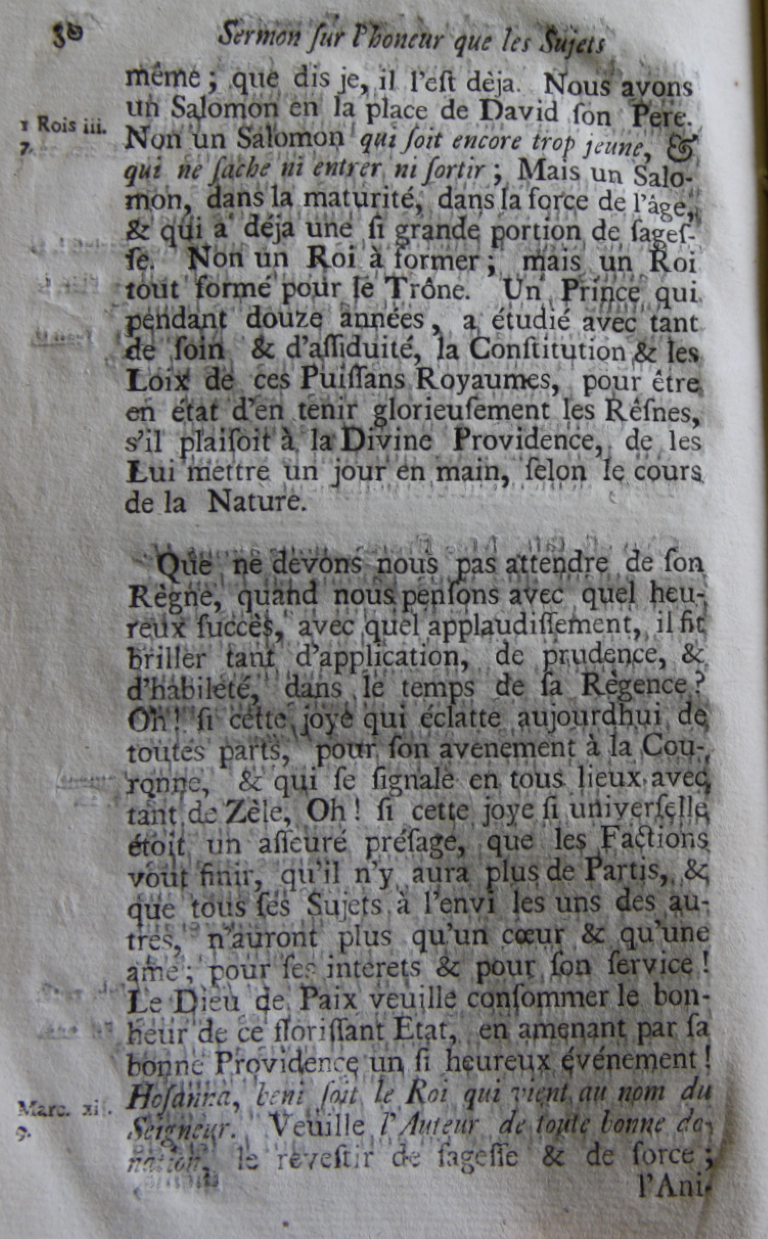 38 Sermon ſur l'honeur que les Sujets
même; que dis je, il l'eſt dèja. Nous avons
un Salomon en la place de David ſon Pere.
1 Rois iii. 7. Non un Salomon qui ſoit encore trop jeune, &
qui ne ſache ni entrer ni ſortir; Mais un Salo-
mon, dans la maturité, dans la force de l'âge,
& qui a déja une ſi grande portion de ſageſ-
ſe. Non un Roi à former; mais un Roi
tout formé pour le Trône. Un Prince qui
pendant douze années, a étudié avec tant
de ſoin & d'aſſiduité, la Conſtitution & les
Loix de ces Puiſſans Royaumes, pour être
en état d'en tenir glorieuſement les Réſnes,
s'il plaiſoit à la Divine Providence, de les
Lui mettre un jour en main, ſelon le cours
de la Nature.
Que ne devons nous pas attendre de ſon
Règne, quand nous penſons avec quel heu-
reux ſuccès, avec quel applaudiſſement, il fit
briller tant d'application, de prudence, &
d'habileté, dans le temps de ſa Règence?
Oh! ſi cette joye qui éclatte aujourdhui de
toutes parts, pour ſon avenement à la Cou-
ronne, & qui ſe ſignale en tous lieux avec
tant de Zèle, Oh! ſi cette joye ſi univerſelle
étoit un aſſeuré préſage, que les Factions
vont finir, qu'il n'y aura plus de Partis, &
que tous ſes Sujets à l'envi les uns des au-
tres, n'auront plus qu'un cœur & qu'une
ame; pour ſes interets & pour ſon ſervice!
Le Dieu de Paix veuille conſommer le bon-
heur de ce floriſſant Etat, en amenant par ſa
bonne Providence un ſi heureux événement!
Marc. xi. 9. Hoſanna, beni ſoit le Roi qui vient au nom du
Seigneur. Veuille l'Auteur de toute bonne do-
nation, le reveſtir de ſageſſe & de force;
l'Ani-